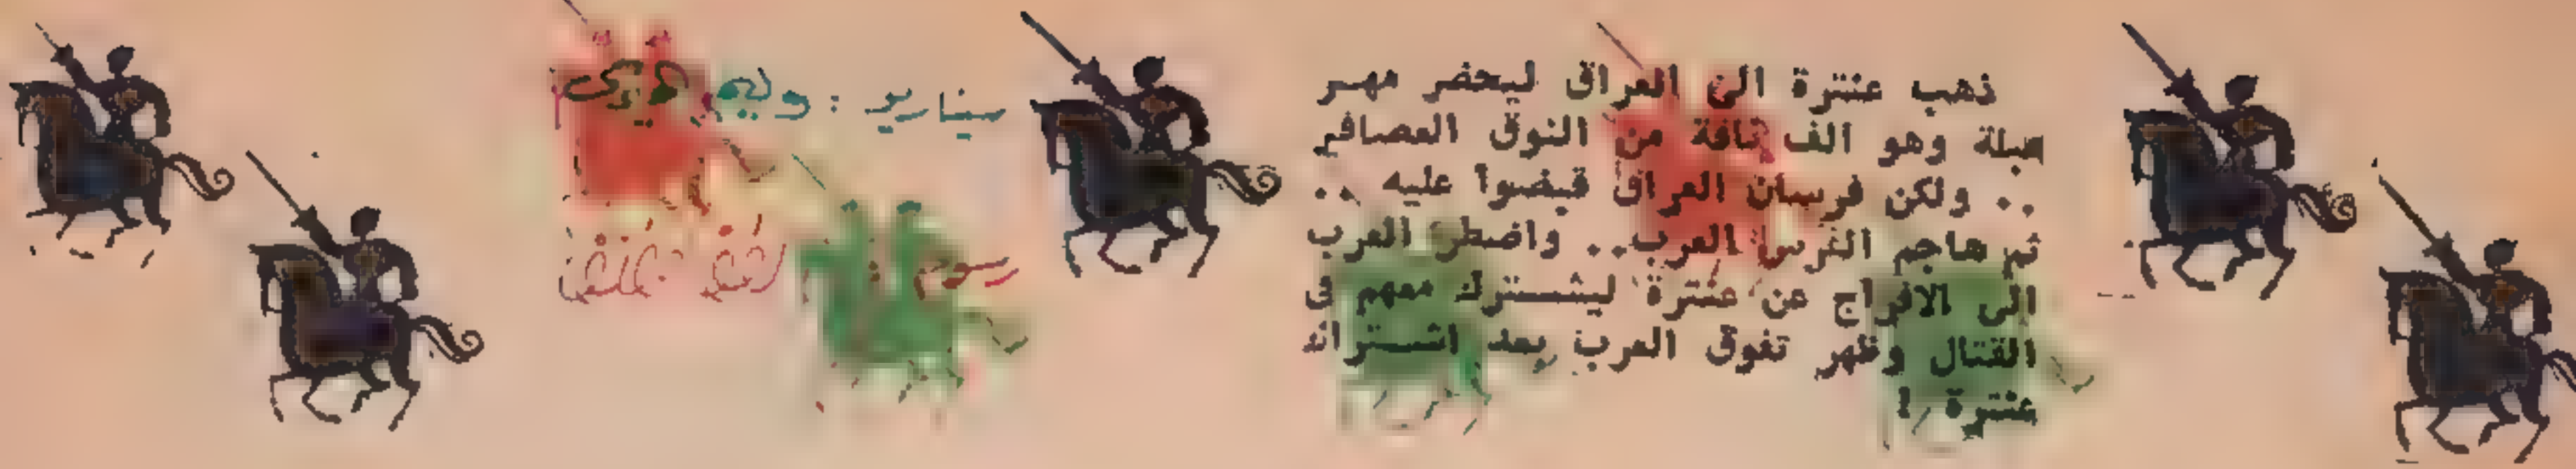 ذهب عنترة الى العراق ليحضر مهر
عبلة وهو الف ناقة من النوق العصافير
.. ولكن فرسان العراق قبضوا عليه ..
ثم هاجم الفرس العرب .. واضطر العرب
الى الافراج عن عنترة ليشترك معهم فى
القتال وظهر تفوق العرب بعد اشتراك
عنترة !
سيناريو :
رسوم